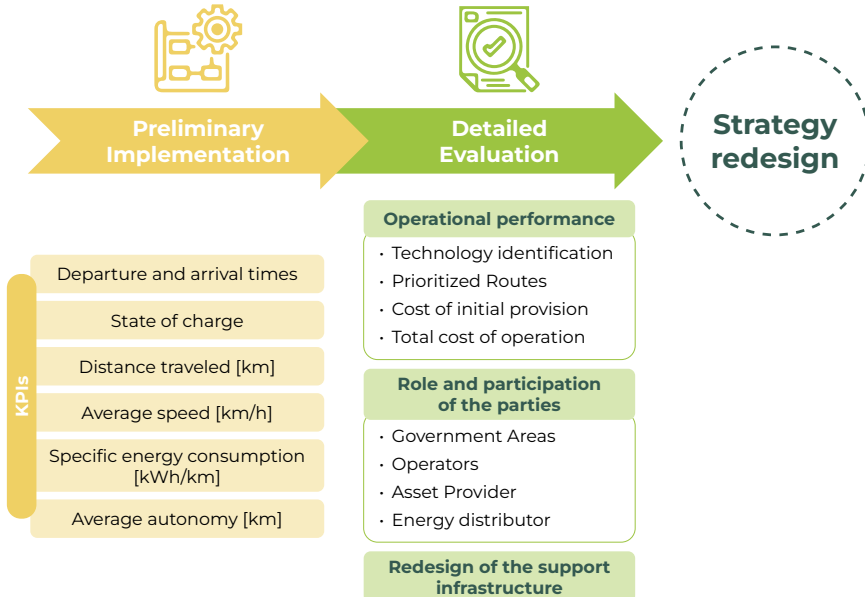 Preliminary
Implementation
Detailed
Evaluation
Strategy
redesign
KPIs
Departure and arrival times
State of charge
Distance traveled [km]
Average speed [km/h]
Specific energy consumption
[kWh/km]
Average autonomy [km]
Operational performance
· Technology identification
· Prioritized Routes
· Cost of initial provision
· Total cost of operation
Role and participation
of the parties
· Government Areas
· Operators
· Asset Provider
· Energy distributor
Redesign of the support
infrastructure